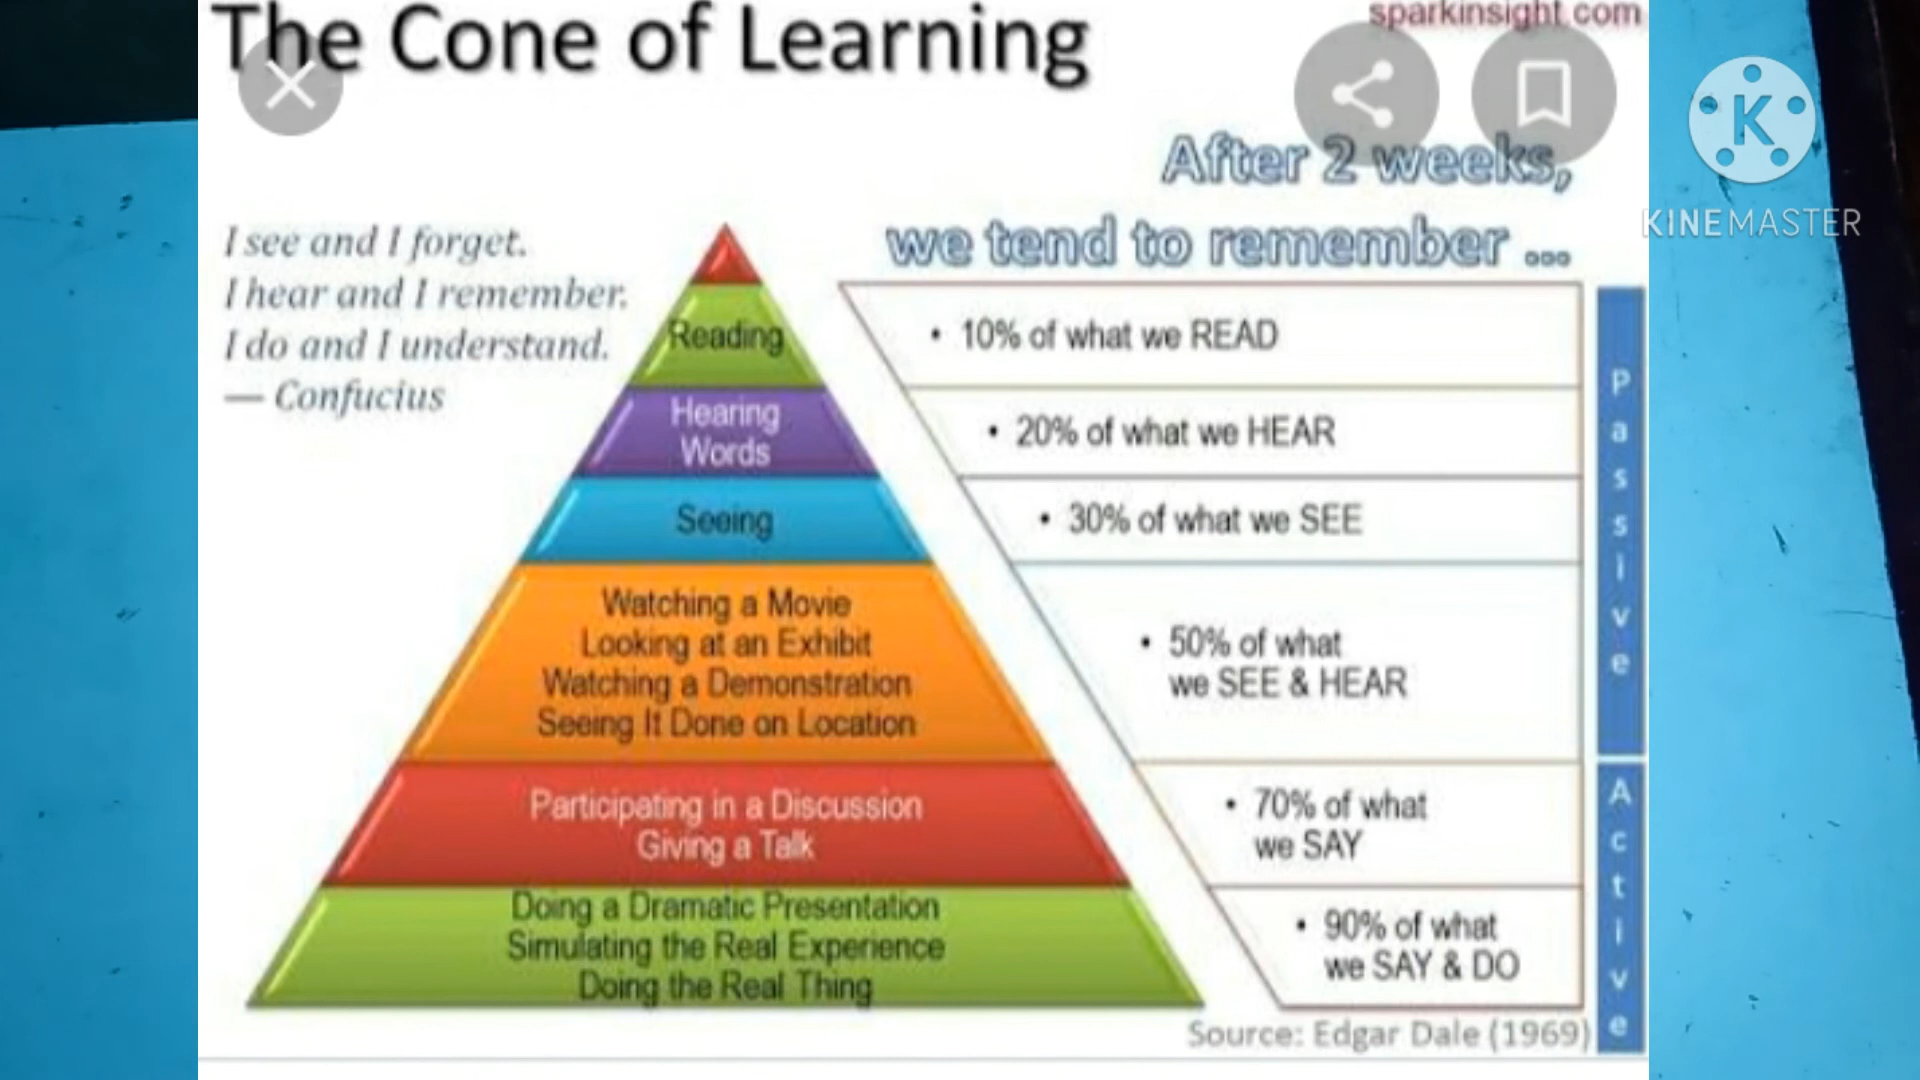 The Cone of Learning
sparkinsight.com
K
KINEMASTER
After 2 weeks,
we tend to remember ...
I see and I forget.
I hear and I remember.
I do and I understand.
— Confucius
Reading
• 10% of what we READ
Hearing
Words
• 20% of what we HEAR
Seeing
• 30% of what we SEE
Watching a Movie
Looking at an Exhibit
Watching a Demonstration
Seeing It Done on Location
• 50% of what
we SEE & HEAR
Passive
Participating in a Discussion
Giving a Talk
• 70% of what
we SAY
Doing a Dramatic Presentation
Simulating the Real Experience
Doing the Real Thing
• 90% of what
we SAY & DO
Active
Source: Edgar Dale (1969)